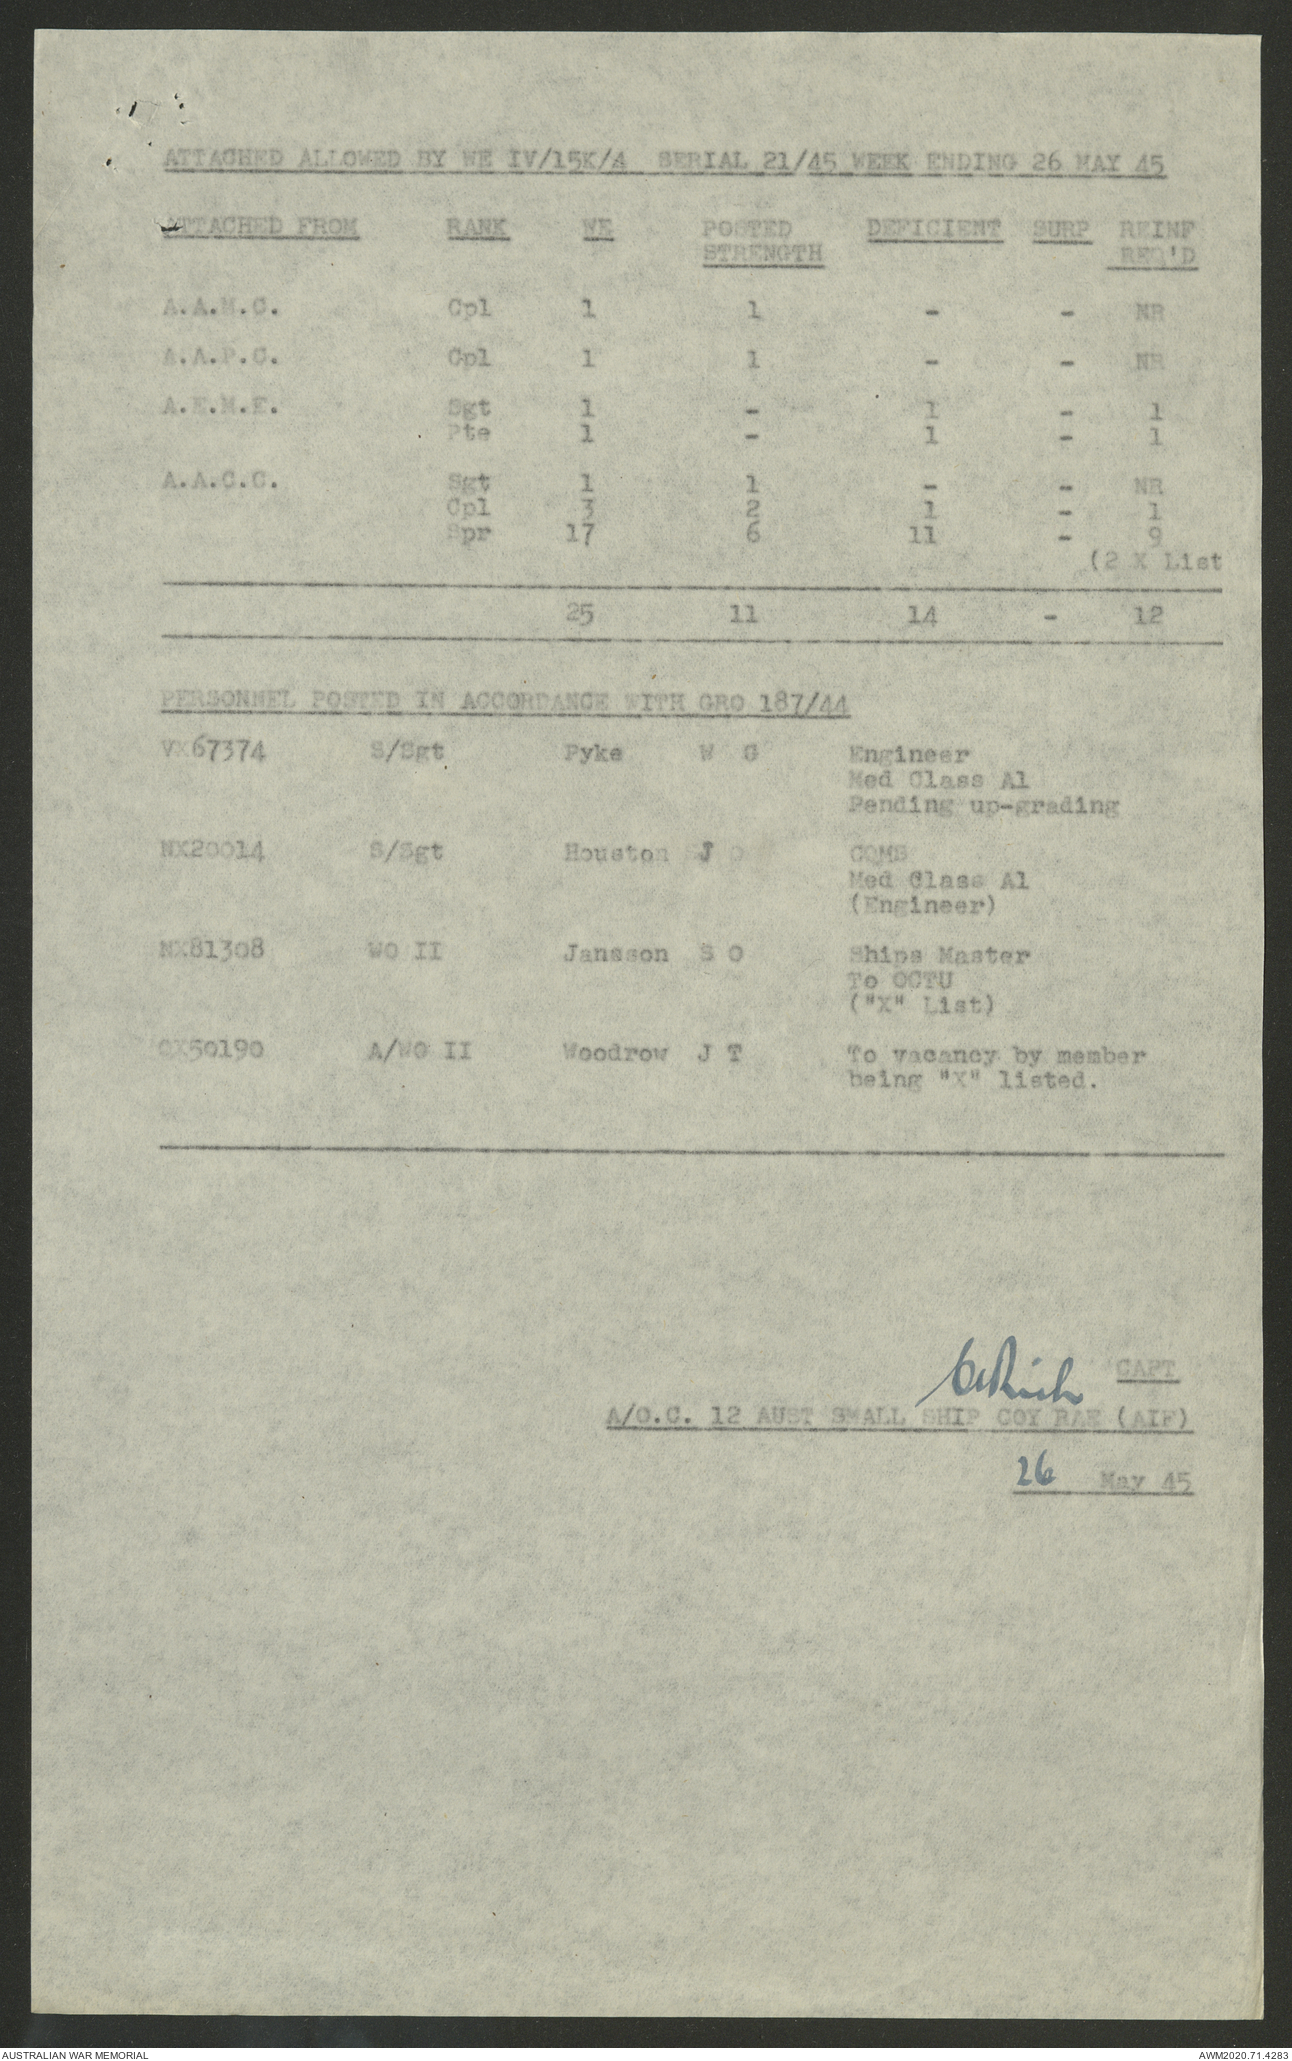 ATTACHED ALLOWED BY WE IV/15K/4 SERIAL 21/45 WEEK ENDING 26 MAY 45
ATTACHED FROM RANK WE POSTED STRENGTH DEFICIENT SURP REINF REQ'D
A.A.M.C. Cpl 1 1 - - NR
A.A.P.C. Cpl 1 1 - - NR
A.E.M.E. Sgt 1 - 1 - 1
Pte 1 - 1 - 1
A.A.C.C. Sgt 1 1 - - NR
Cpl 3 2 1 - 1
Spr 17 6 11 - 9
(2 X List
25 11 14 - 12
PERSONNEL POSTED IN ACCORDANCE WITH GRO 187/44
VX67374 S/Sgt Pyke W G Engineer
Med Class A1
Pending up-grading
NX20014 S/Sgt Houston J CQMS
Med Class A1
(Engineer)
NX81308 WO II Jansson S O Ships Master
To OCTU
("X" List)
QX50190 A/WO II Woodrow J T To vacancy by member
being "X" listed.
CAPT
A/O.C. 12 AUST SMALL SHIP COY RAE (AIF)
26 May 45
AUSTRALIAN WAR MEMORIAL
AWM2020.71.4283